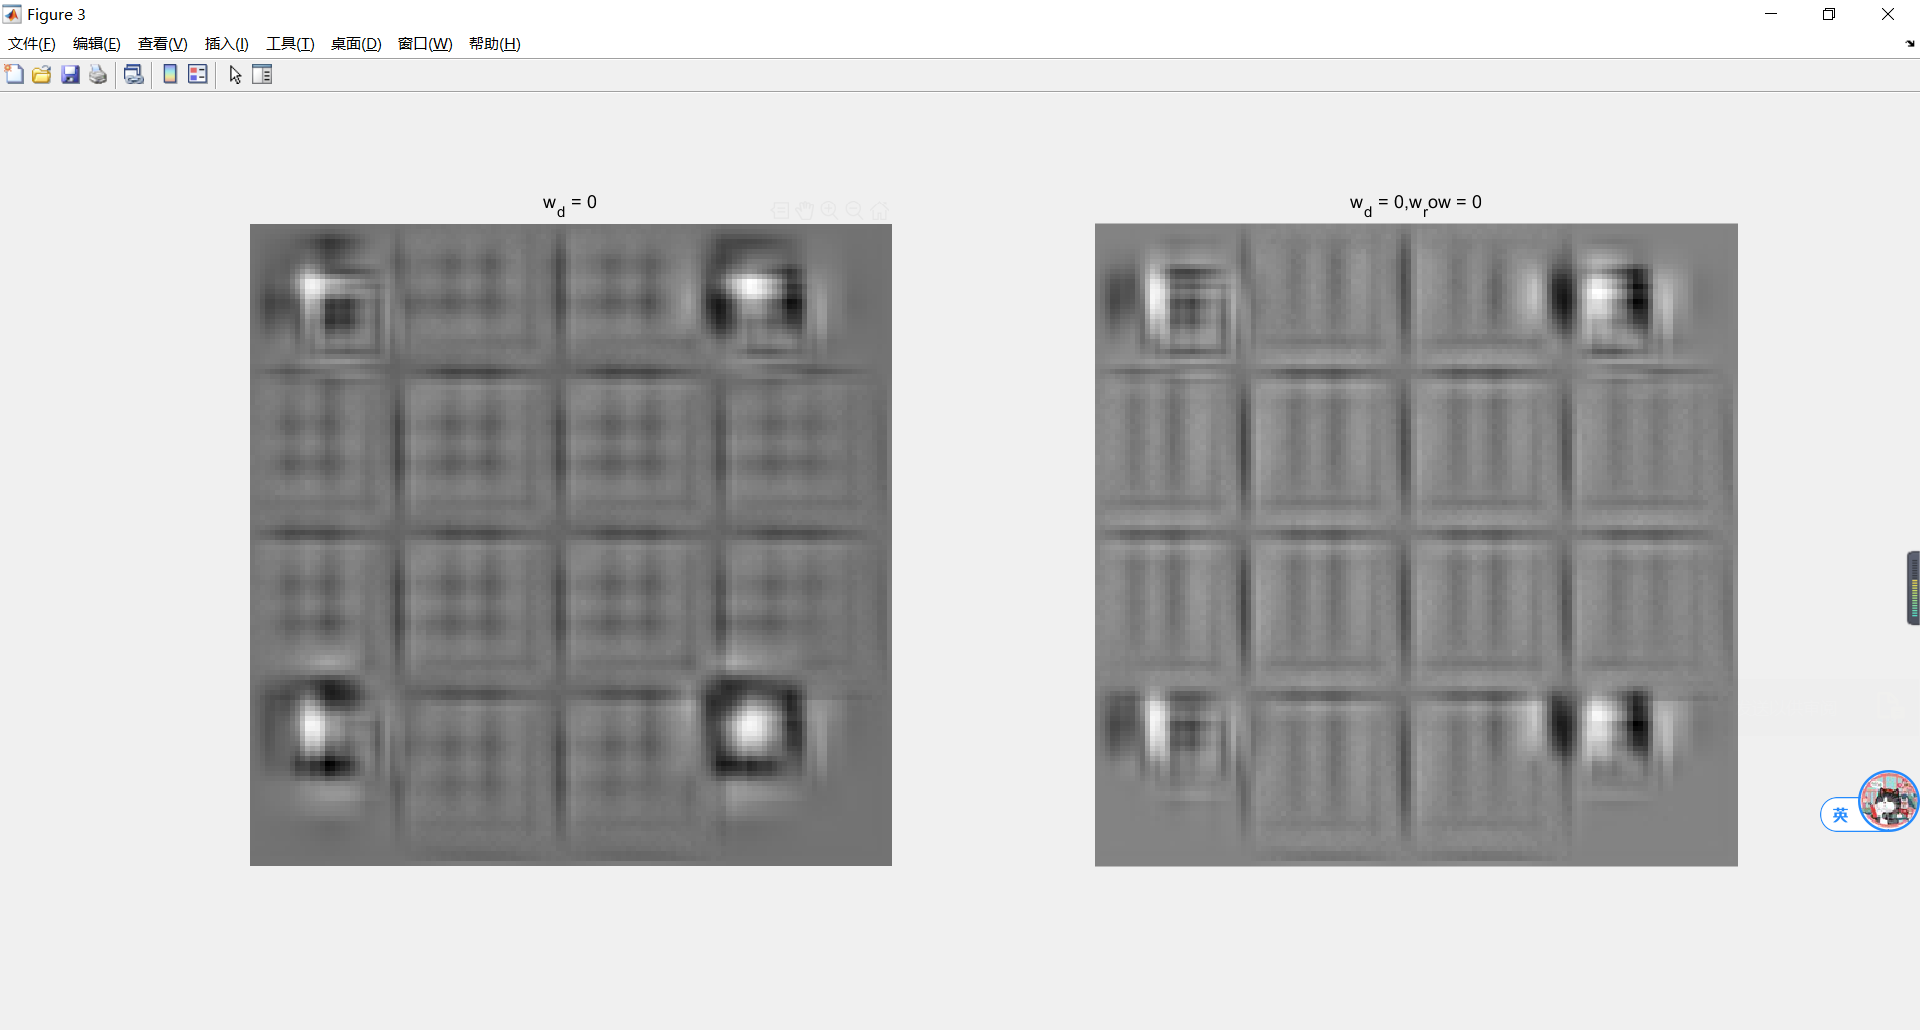 Figure 3
文件(F) 编辑(E) 查看(V) 插入(I) 工具(T) 桌面(D) 窗口(W) 帮助(H)
w_d = 0
w_d = 0,w_row = 0
英